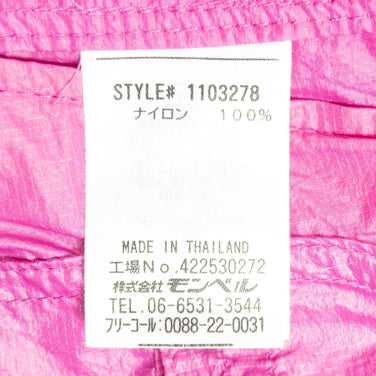 STYLE# 1103278
ナイロン 100%
MADE IN THAILAND
工場No.422530272
株式会社モンベル
TEL.06-6531-3544
フリーコール:0088-22-0031